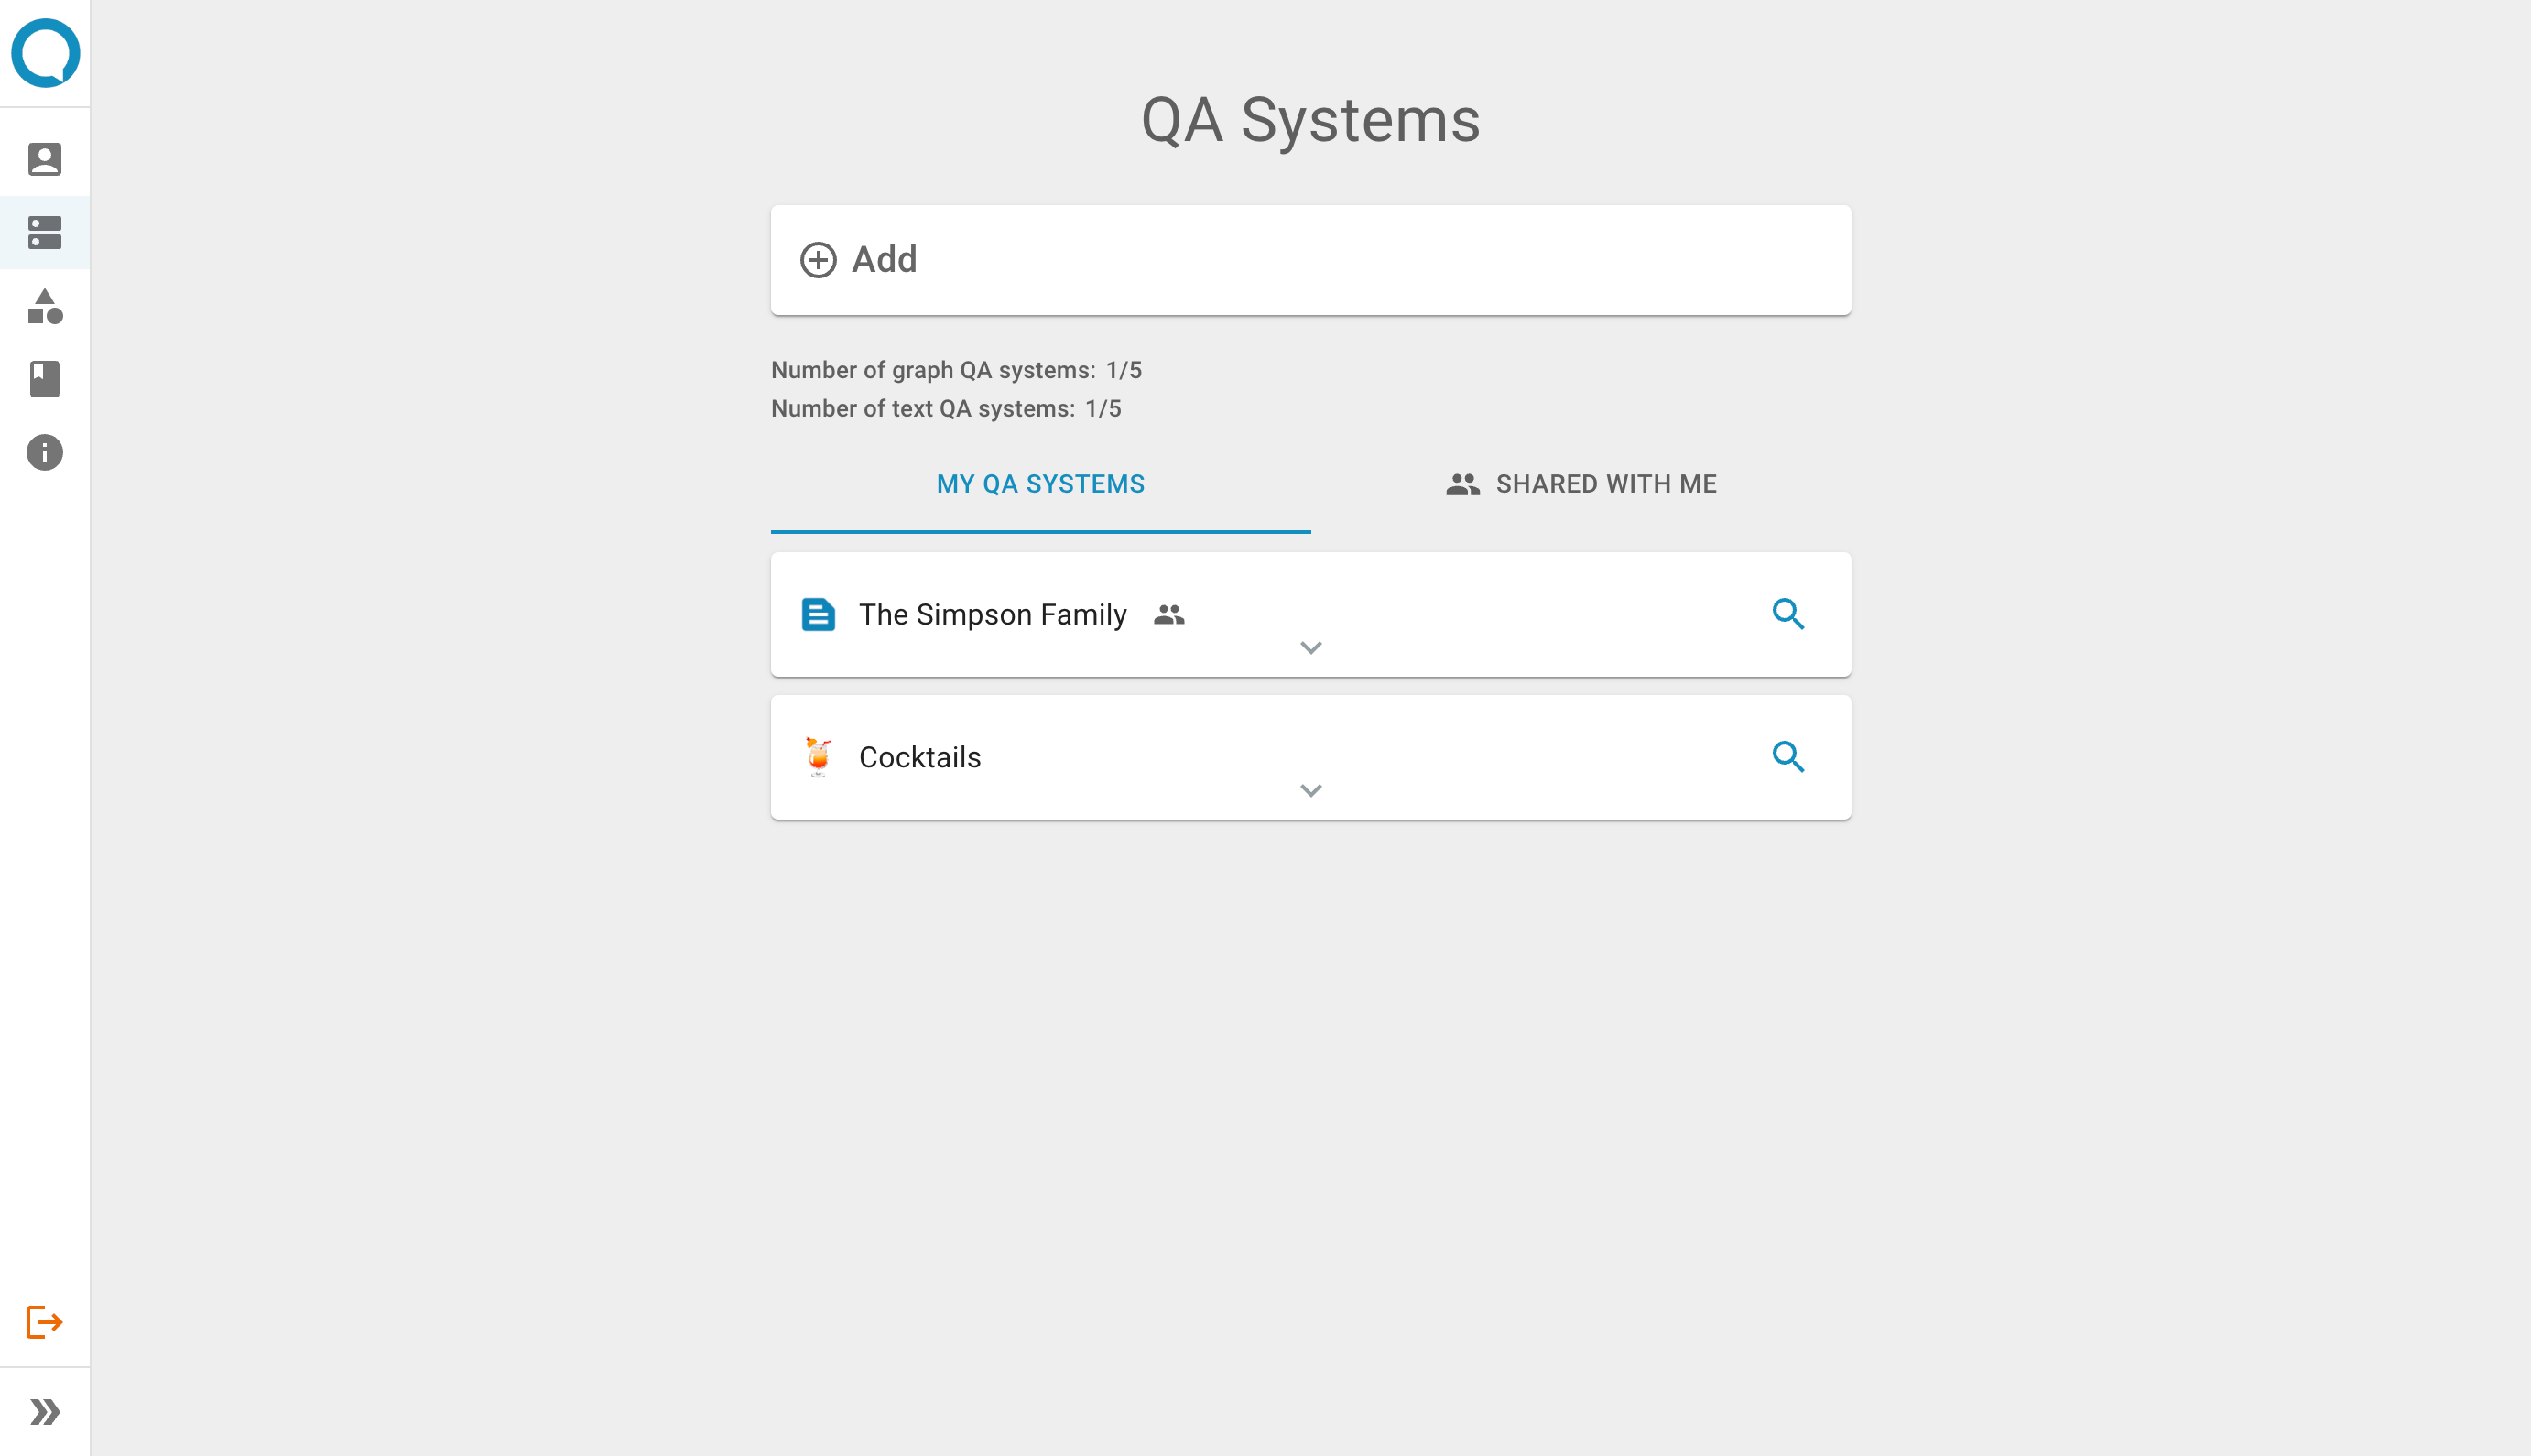 QA Systems
Add
Number of graph QA systems: 1/5
Number of text QA systems: 1/5
MY QA SYSTEMS
SHARED WITH ME
The Simpson Family
Cocktails